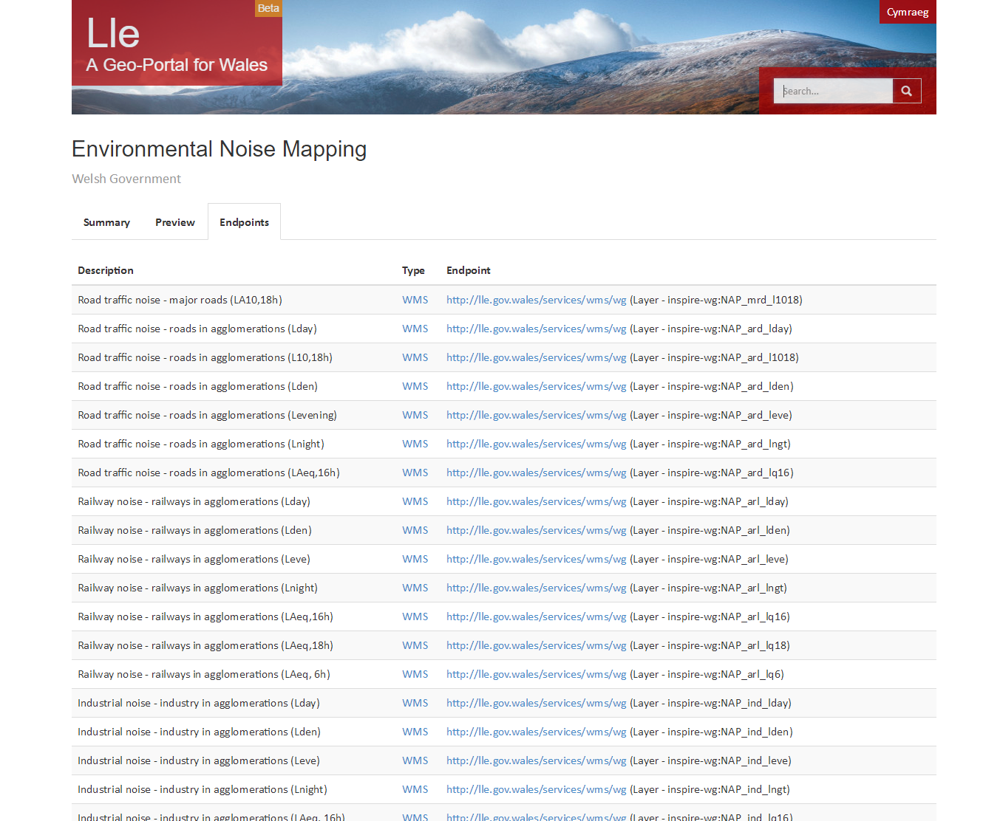 Beta
Cymraeg
Lle
A Geo-Portal for Wales
Search...
Environmental Noise Mapping
Welsh Government
Summary Preview Endpoints
Description Type Endpoint
Road traffic noise - major roads (LA10,18h) WMS http://lle.gov.wales/services/wms/wg (Layer - inspire-wg:NAP_mrd_l1018)
Road traffic noise - roads in agglomerations (Lday) WMS http://lle.gov.wales/services/wms/wg (Layer - inspire-wg:NAP_ard_lday)
Road traffic noise - roads in agglomerations (L10,18h) WMS http://lle.gov.wales/services/wms/wg (Layer - inspire-wg:NAP_ard_l1018)
Road traffic noise - roads in agglomerations (Lden) WMS http://lle.gov.wales/services/wms/wg (Layer - inspire-wg:NAP_ard_lden)
Road traffic noise - roads in agglomerations (Levening) WMS http://lle.gov.wales/services/wms/wg (Layer - inspire-wg:NAP_ard_leve)
Road traffic noise - roads in agglomerations (Lnight) WMS http://lle.gov.wales/services/wms/wg (Layer - inspire-wg:NAP_ard_lngt)
Road traffic noise - roads in agglomerations (LAeq,16h) WMS http://lle.gov.wales/services/wms/wg (Layer - inspire-wg:NAP_ard_lq16)
Railway noise - railways in agglomerations (Lday) WMS http://lle.gov.wales/services/wms/wg (Layer - inspire-wg:NAP_arl_lday)
Railway noise - railways in agglomerations (Lden) WMS http://lle.gov.wales/services/wms/wg (Layer - inspire-wg:NAP_arl_lden)
Railway noise - railways in agglomerations (Leve) WMS http://lle.gov.wales/services/wms/wg (Layer - inspire-wg:NAP_arl_leve)
Railway noise - railways in agglomerations (Lnight) WMS http://lle.gov.wales/services/wms/wg (Layer - inspire-wg:NAP_arl_lngt)
Railway noise - railways in agglomerations (LAeq,16h) WMS http://lle.gov.wales/services/wms/wg (Layer - inspire-wg:NAP_arl_lq16)
Railway noise - railways in agglomerations (LAeq,18h) WMS http://lle.gov.wales/services/wms/wg (Layer - inspire-wg:NAP_arl_lq18)
Railway noise - railways in agglomerations (LAeq, 6h) WMS http://lle.gov.wales/services/wms/wg (Layer - inspire-wg:NAP_arl_lq6)
Industrial noise - industry in agglomerations (Lday) WMS http://lle.gov.wales/services/wms/wg (Layer - inspire-wg:NAP_ind_lday)
Industrial noise - industry in agglomerations (Lden) WMS http://lle.gov.wales/services/wms/wg (Layer - inspire-wg:NAP_ind_lden)
Industrial noise - industry in agglomerations (Leve) WMS http://lle.gov.wales/services/wms/wg (Layer - inspire-wg:NAP_ind_leve)
Industrial noise - industry in agglomerations (Lnight) WMS http://lle.gov.wales/services/wms/wg (Layer - inspire-wg:NAP_ind_lngt)
Industrial noise - industry in agglomerations (LAeq, 16h) WMS http://lle.gov.wales/services/wms/wg (Layer - inspire-wg:NAP_ind_lq16)